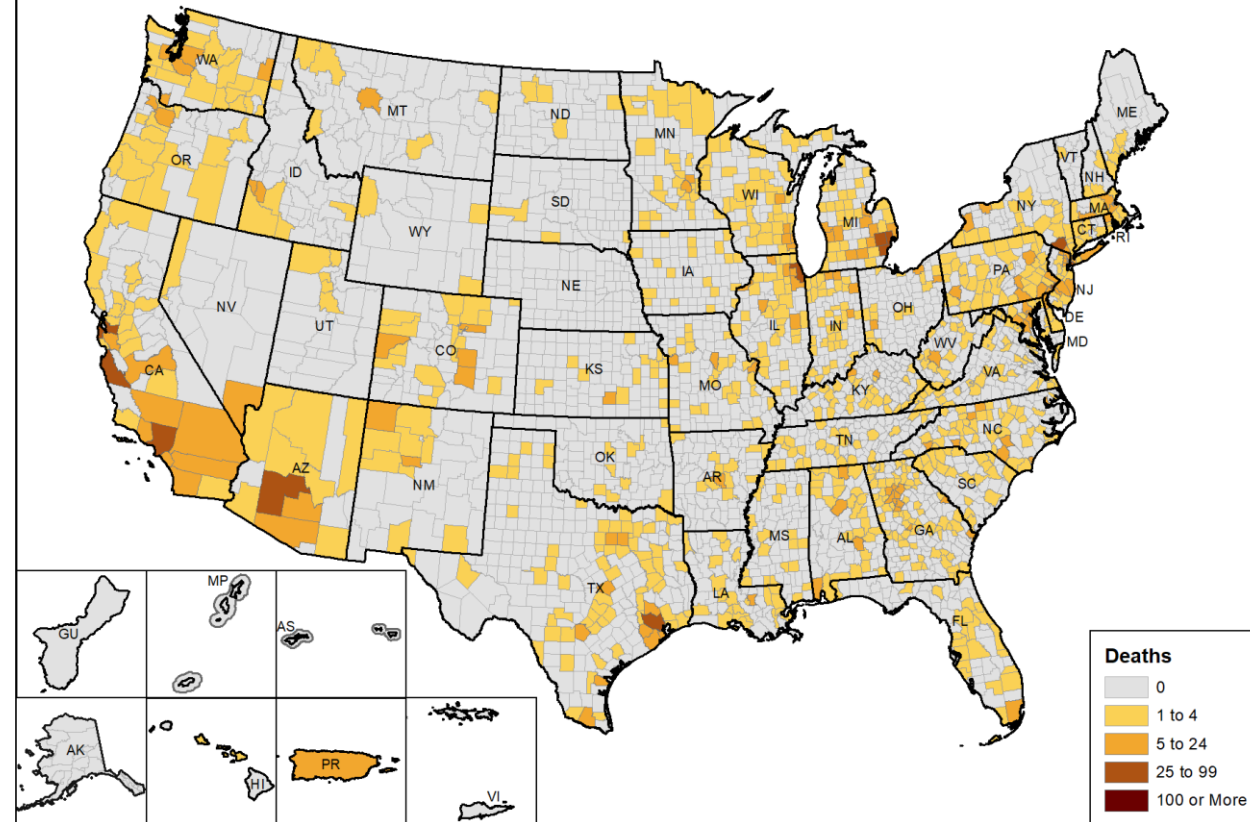 WA
MT
ND
MN
ME
OR
ID
SD
WI
MI
VT
NH
NY
MA
CT
RI
WY
IA
PA
NJ
NE
OH
DE
MD
NV
UT
CO
IL
IN
WV
VA
CA
KS
MO
KY
NC
TN
AZ
NM
OK
AR
SC
MS
AL
GA
TX
LA
FL
MP
GU
AS
AK
HI
PR
VI
Deaths
0
1 to 4
5 to 24
25 to 99
100 or More